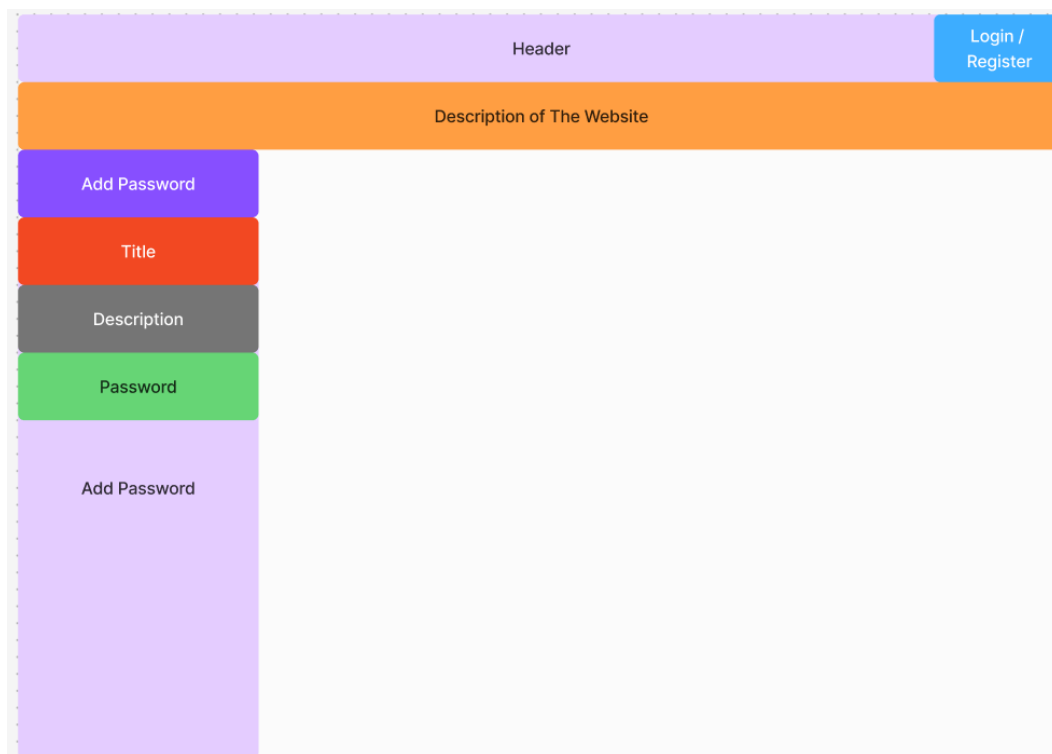 Header
Login /
Register
Description of The Website
Add Password
Title
Description
Password
Add Password